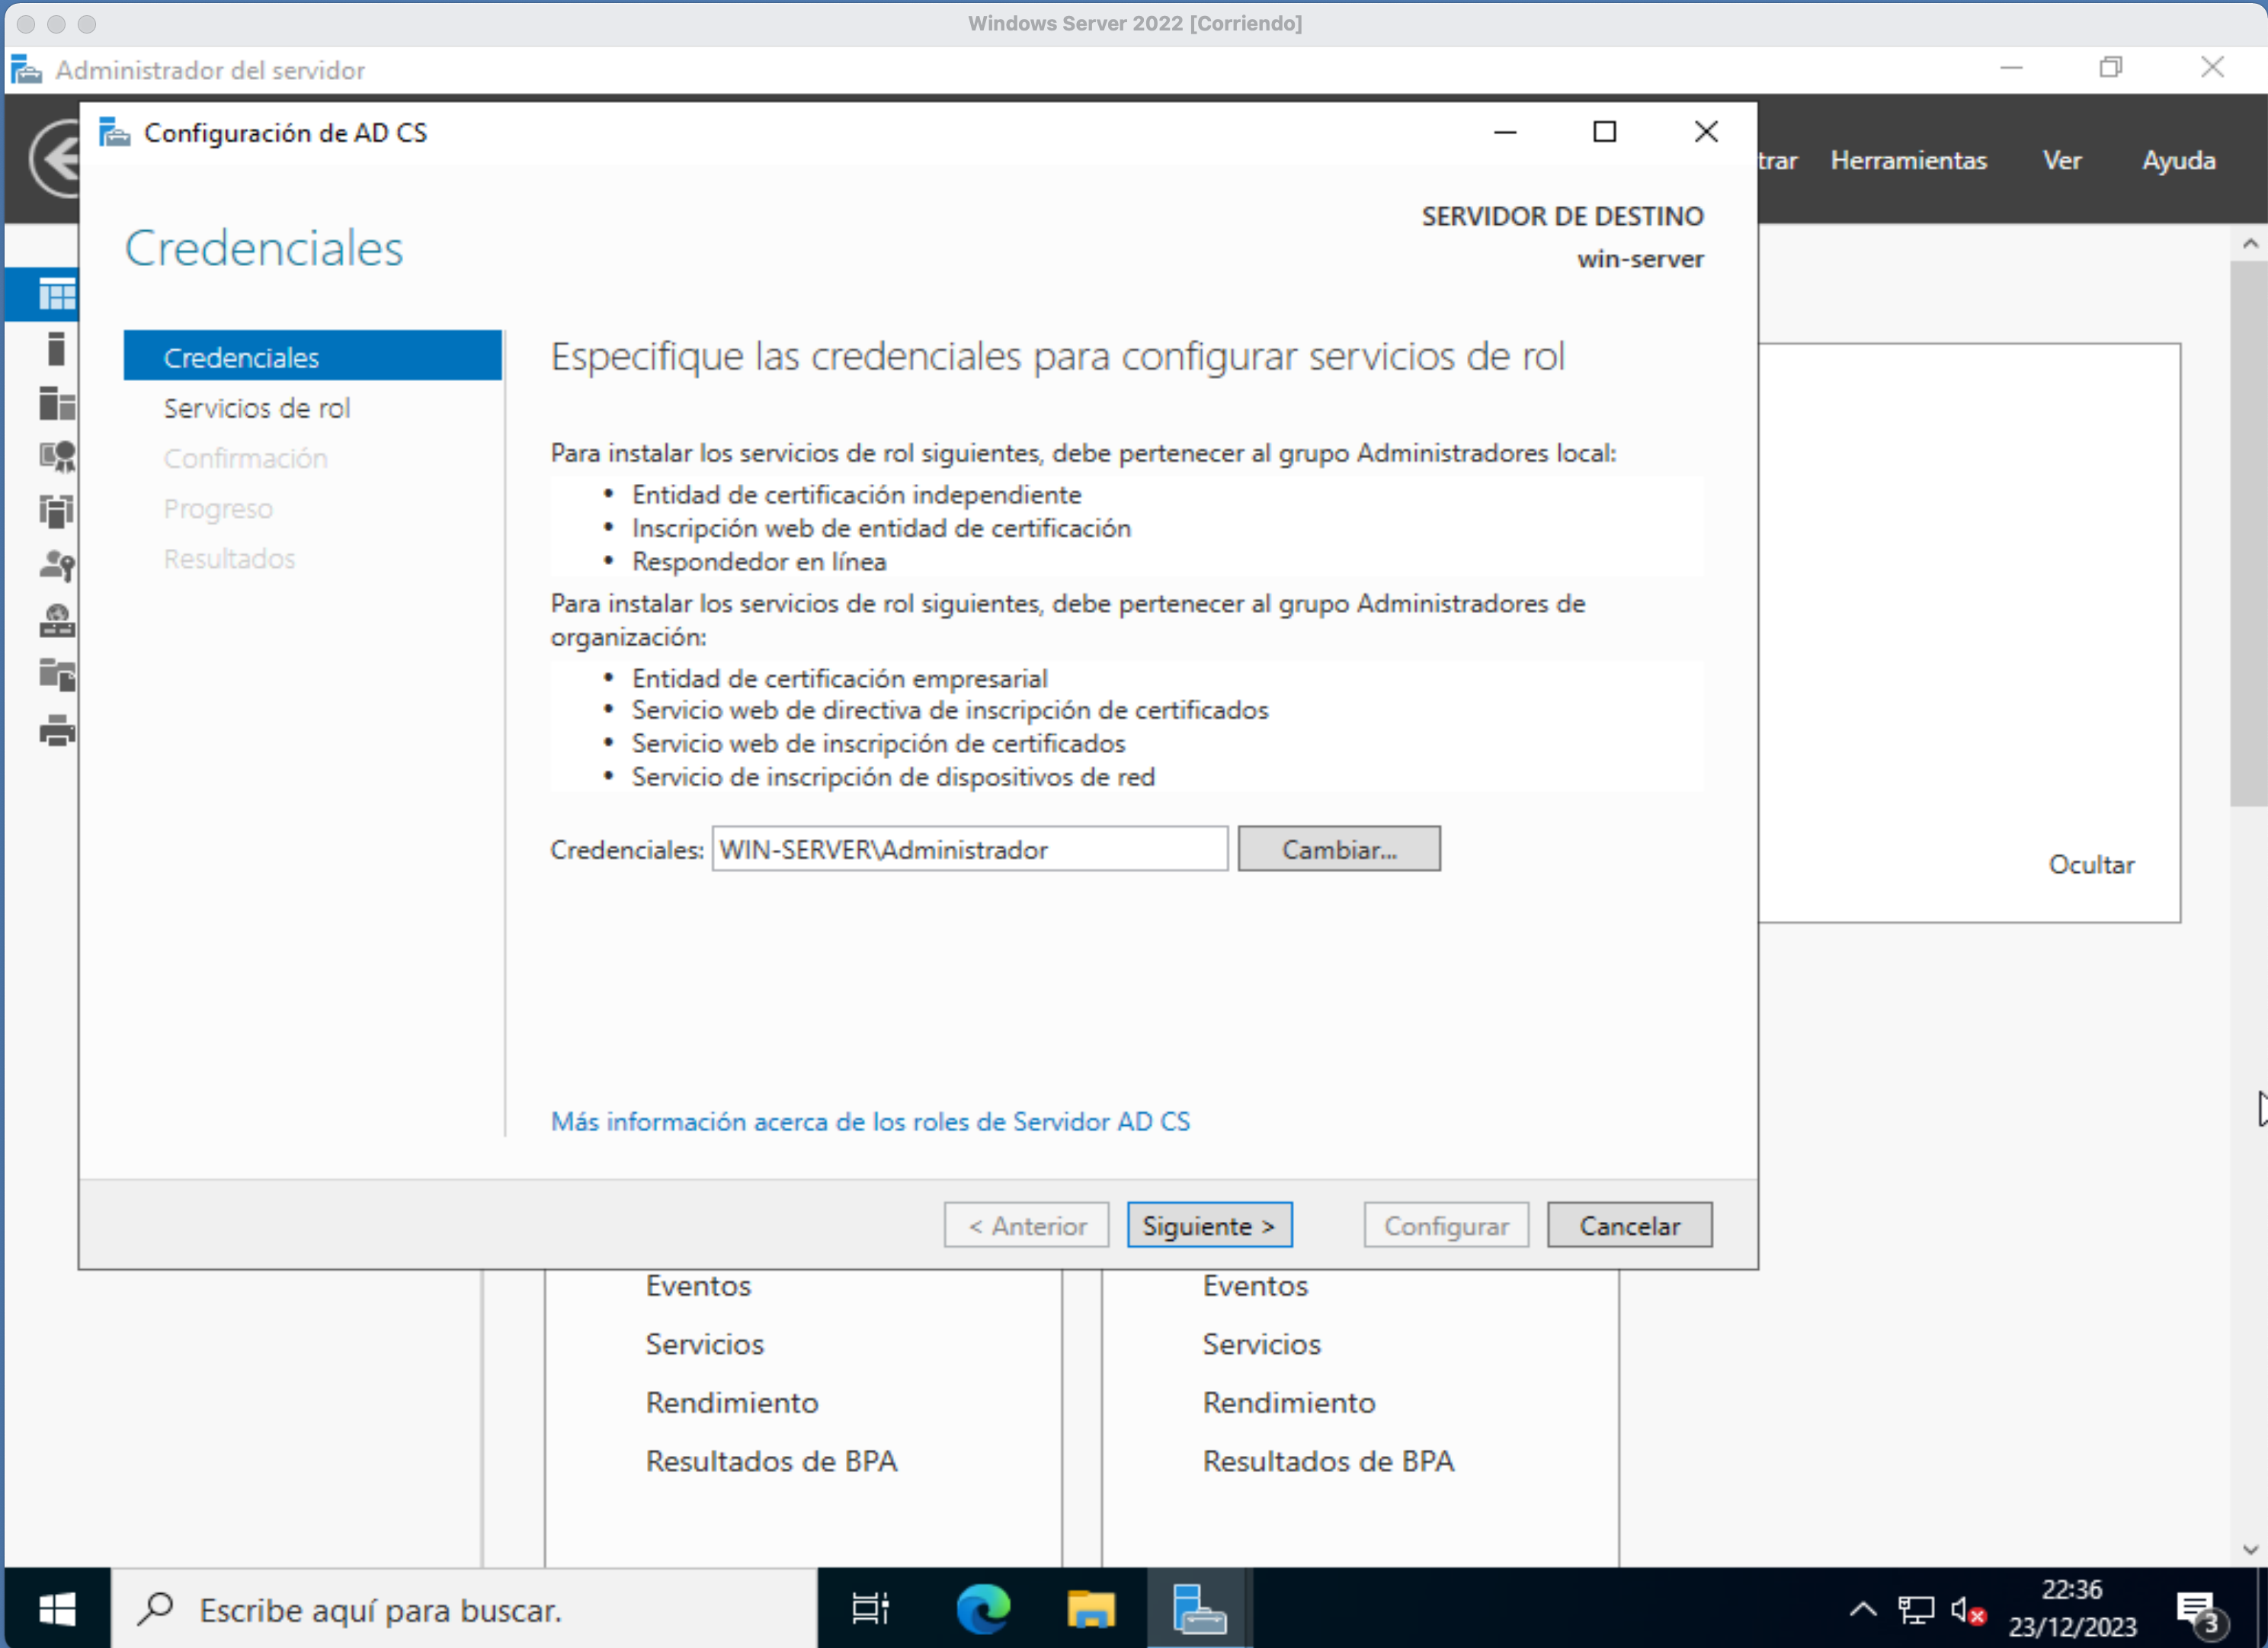 Windows Server 2022 [Corriendo]
Administrador del servidor
Configuración de AD CS
trar
Herramientas
Ver
Ayuda
SERVIDOR DE DESTINO
win-server
Credenciales
Credenciales
Servicios de rol
Confirmación
Progreso
Resultados
Especifique las credenciales para configurar servicios de rol
Para instalar los servicios de rol siguientes, debe pertenecer al grupo Administradores local:
• Entidad de certificación independiente
• Inscripción web de entidad de certificación
• Respondedor en línea
Para instalar los servicios de rol siguientes, debe pertenecer al grupo Administradores de
organización:
• Entidad de certificación empresarial
• Servicio web de directiva de inscripción de certificados
• Servicio web de inscripción de certificados
• Servicio de inscripción de dispositivos de red
Credenciales: WIN-SERVER\Administrador Cambiar...
Ocultar
Más información acerca de los roles de Servidor AD CS
< Anterior
Siguiente >
Configurar
Cancelar
Eventos
Servicios
Rendimiento
Resultados de BPA
Eventos
Servicios
Rendimiento
Resultados de BPA
Escribe aquí para buscar.
22:36
23/12/2023
3